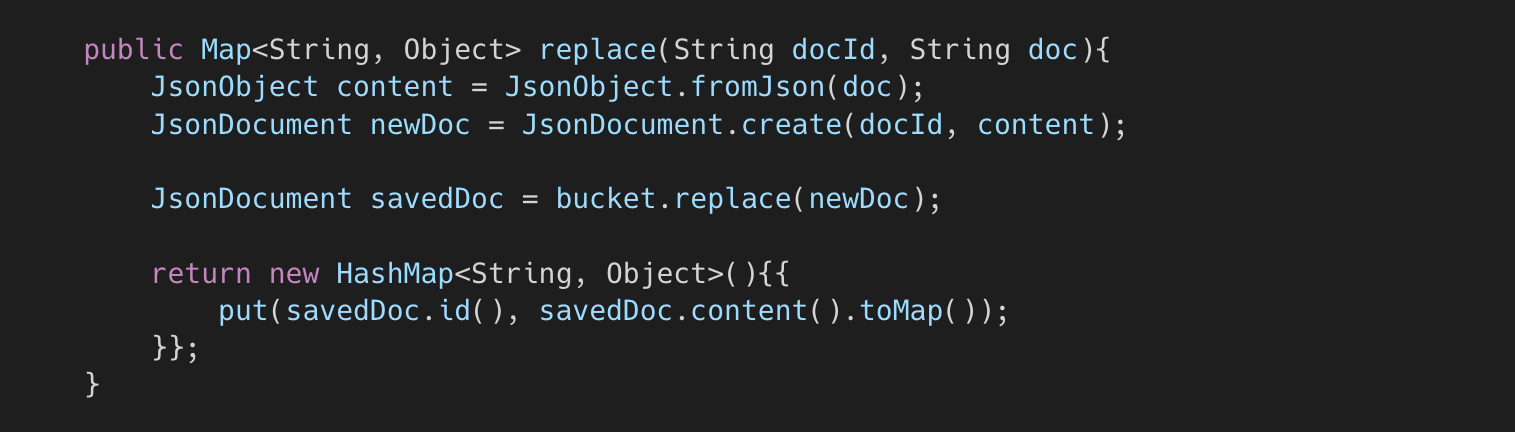 public Map<String, Object> replace(String docId, String doc){
JsonObject content = JsonObject.fromJson(doc);
JsonDocument newDoc = JsonDocument.create(docId, content);
JsonDocument savedDoc = bucket.replace(newDoc);
return new HashMap<String, Object>(){{
put(savedDoc.id(), savedDoc.content().toMap());
}};
}